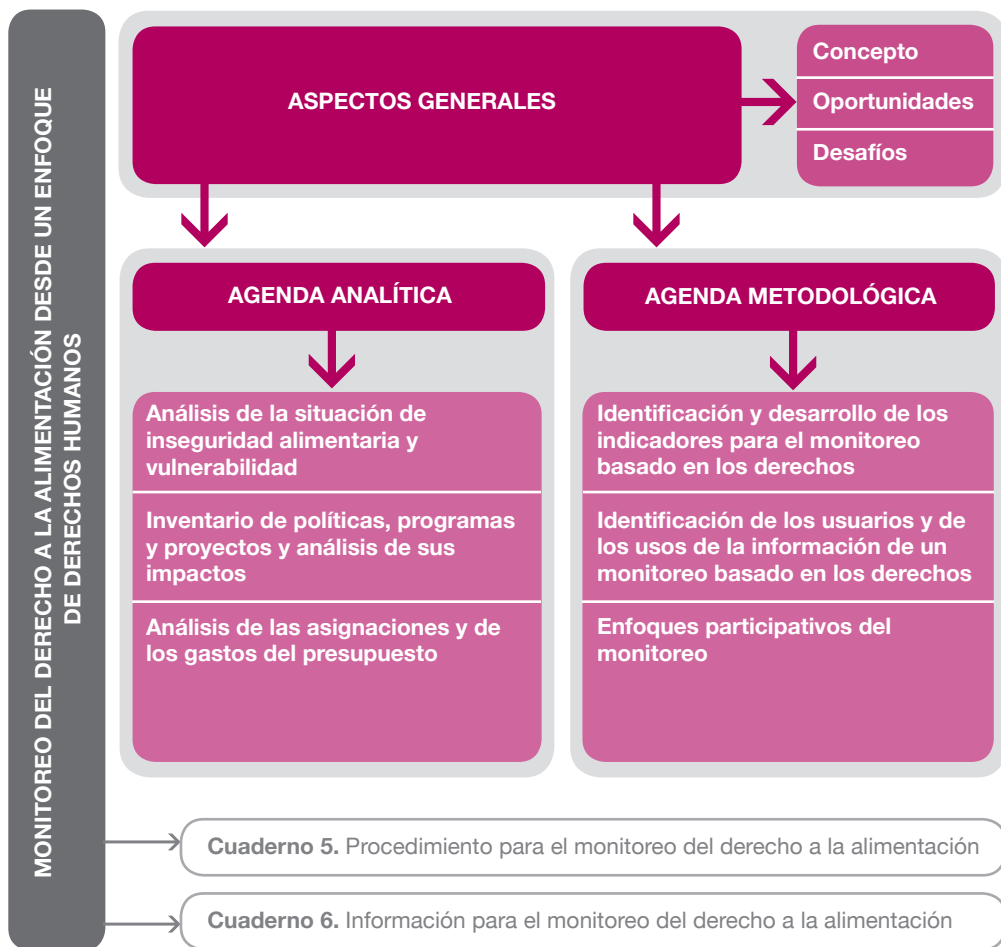 MONITOREO DEL DERECHO A LA ALIMENTACIÓN DESDE UN ENFOQUE
DE DERECHOS HUMANOS
ASPECTOS GENERALES
Concepto
Oportunidades
Desafíos
AGENDA ANALÍTICA
Análisis de la situación de
inseguridad alimentaria y
vulnerabilidad
Inventario de políticas, programas
y proyectos y análisis de sus
impactos
Análisis de las asignaciones y de
los gastos del presupuesto
AGENDA METODOLÓGICA
Identificación y desarrollo de los
indicadores para el monitoreo
basado en los derechos
Identificación de los usuarios y de
los usos de la información de un
monitoreo basado en los derechos
Enfoques participativos del
monitoreo
Cuaderno 5. Procedimiento para el monitoreo del derecho a la alimentación
Cuaderno 6. Información para el monitoreo del derecho a la alimentación